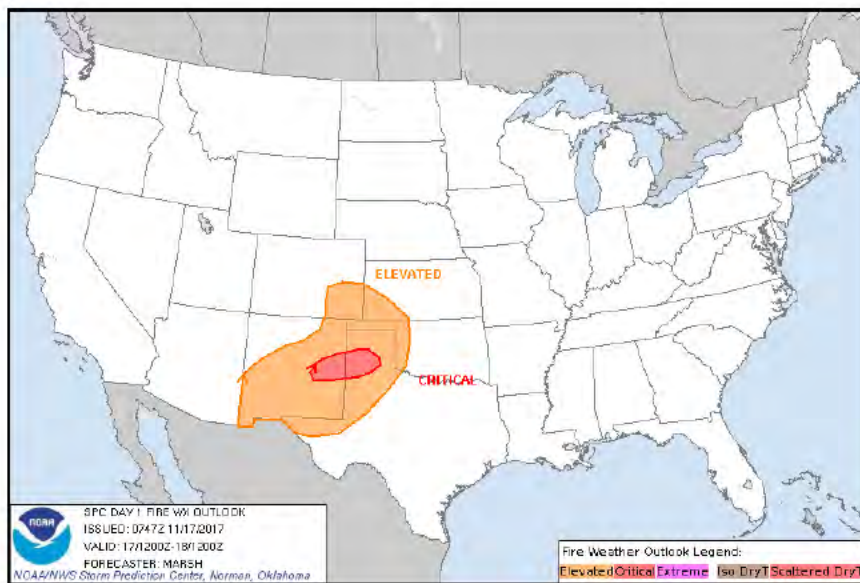 ELEVATED
CRITICAL
NOAA
SPC DAY 1 FIRE WX OUTLOOK
ISSUED: 0747Z 11/17/2017
VALID: 17/1200Z-18/1200Z
FORECASTER: MARSH
NOAA/NWS Storm Prediction Center, Norman, Oklahoma
Fire Weather Outlook Legend:
Elevated Critical Extreme Iso DryT Scattered DryT